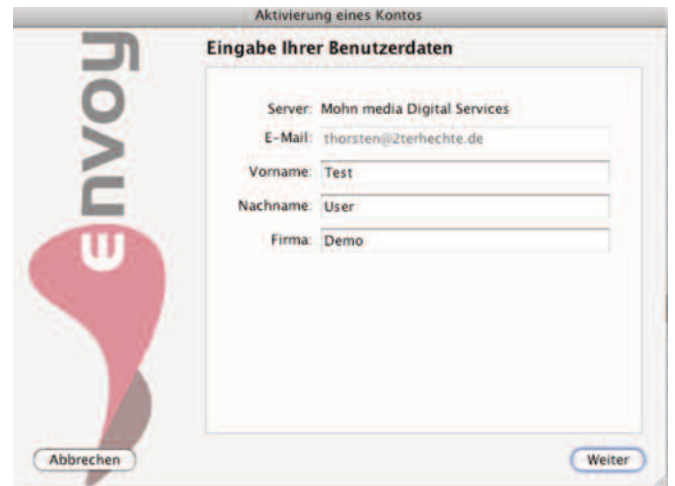 Aktivierung eines Kontos
envoy
Eingabe Ihrer Benutzerdaten
Server: Mohn media Digital Services
E-Mail: thorsten@2terhechte.de
Vorname: Test
Nachname: User
Firma: Demo
Abbrechen
Weiter